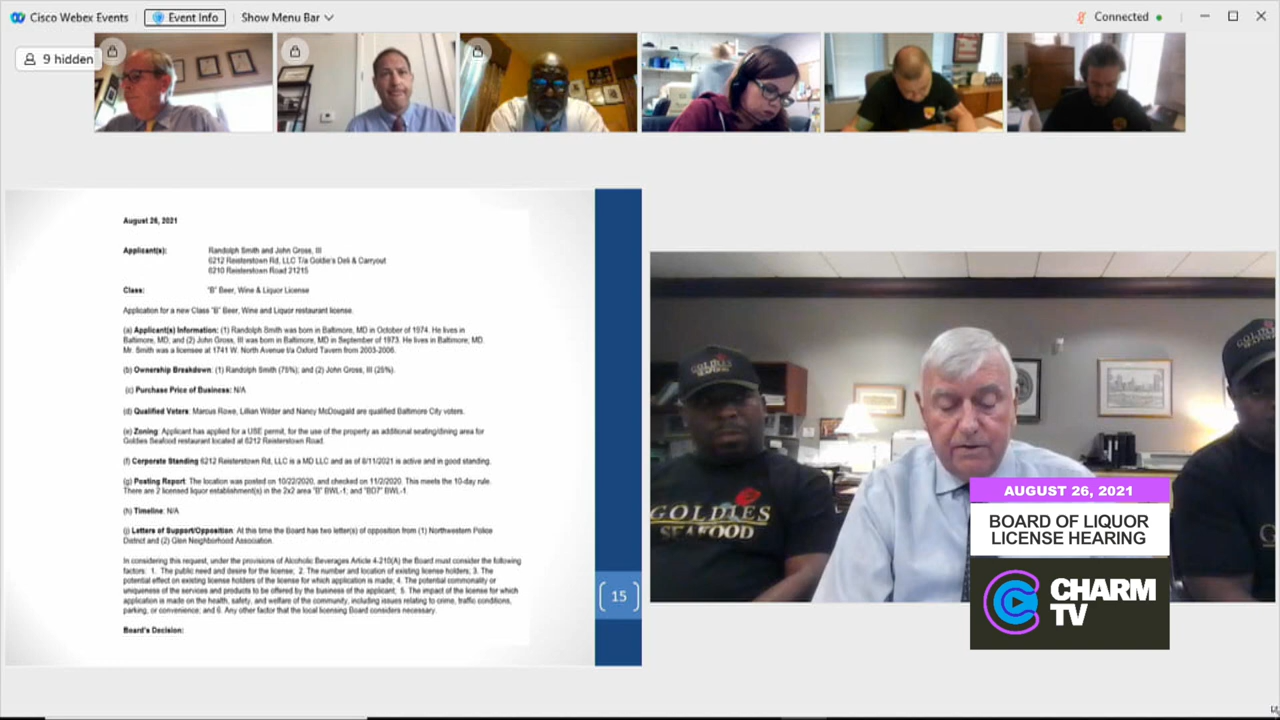 Cisco Webex Events
Event Info
Show Menu Bar
Connected
9 hidden
August 26, 2021
Applicant(s):
Randolph Smith and John Gross, III
6212 Reisterstown Rd, LLC T/a Goldie's Deli & Carryout
6210 Reisterstown Road 21215
Class:
"B" Beer, Wine & Liquor License
Application for a new Class "B" Beer, Wine and Liquor restaurant license.
(a) Applicant(s) Information: (1) Randolph Smith was born in Baltimore, MD in October of 1974. He lives in
Baltimore, MD, and (2) John Gross, III was born in Baltimore, MD in September of 1973. He lives in Baltimore, MD.
Mr. Smith was a licensee at 1741 W. North Avenue t/a Oxford Tavern from 2003-2006.
(b) Ownership Breakdown: (1) Randolph Smith (75%); and (2) John Gross, III (25%).
(c) Purchase Price of Business: N/A
(d) Qualified Voters: Marcus Rowe, Lillian Wilder and Nancy McDougald are qualified Baltimore City voters.
(e) Zoning: Applicant has applied for a USE permit, for the use of the property as additional seating/dining area for
Goldies Seafood restaurant located at 6212 Reisterstown Road.
(f) Corporate Standing 6212 Reisterstown Rd, LLC is a MD LLC and as of 8/11/2021 is active and in good standing.
(g) Posting Report: The location was posted on 10/22/2020, and checked on 11/2/2020. This meets the 10-day rule.
There are 2 licensed liquor establishment(s) in the 2x2 area "B" BWL-1; and "BD7" BWL-1
(h) Timeline: N/A
(i) Letters of Support/Opposition: At this time the Board has two letter(s) of opposition from (1) Northwestern Police
District and (2) Glen Neighborhood Association.
In considering this request, under the provisions of Alcoholic Beverages Article 4-210(A) the Board must consider the following
factors: 1. The public need and desire for the license; 2. The number and location of existing license holders; 3. The
potential effect on existing license holders of the license for which application is made; 4. The potential commonality or
uniqueness of the services and products to be offered by the business of the applicant; 5. The impact of the license for which
application is made on the health, safety, and welfare of the community, including issues relating to crime, traffic conditions,
parking, or convenience; and 6. Any other factor that the local licensing Board considers necessary.
Board's Decision:
15
GOLDIES
SEAFOOD
GOLDIES
SEAFOOD
AUGUST 26, 2021
BOARD OF LIQUOR
LICENSE HEARING
CHARM
TV